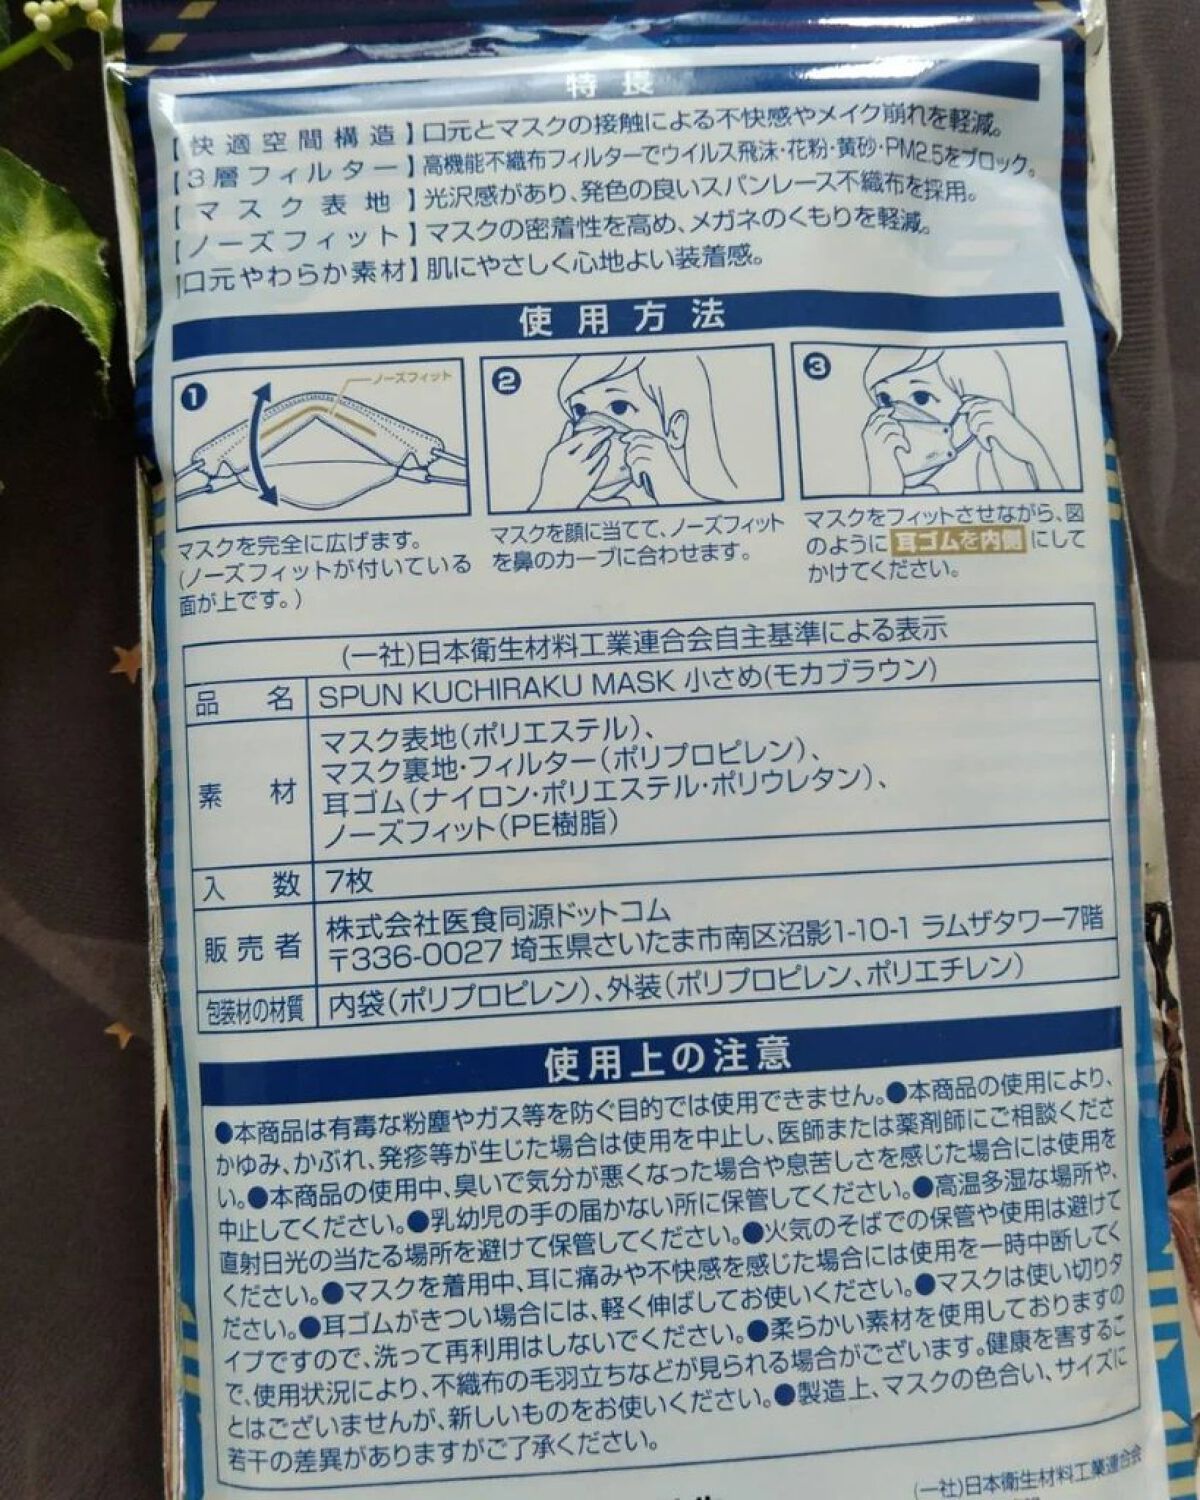 特長
【快適空間構造】口元とマスクの接触による不快感やメイク崩れを軽減。
【3層フィルター】高機能不織布フィルターでウイルス飛沫・花粉・黄砂・PM2.5をブロック。
【マスク表地】光沢感があり、発色の良いスパンレース不織布を採用。
【ノーズフィット】マスクの密着性を高め、メガネのくもりを軽減。
【口元やわらか素材】肌にやさしく心地よい装着感。
使用方法
1
ノーズフィット
マスクを完全に広げます。
(ノーズフィットが付いている
面が上です。)
2
マスクを顔に当てて、ノーズフィット
を鼻のカーブに合わせます。
3
マスクをフィットさせながら、図
のように耳ゴムを内側にして
かけてください。
(一社)日本衛生材料工業連合会自主基準による表示
品名 SPUN KUCHIRAKU MASK 小さめ(モカブラウン)
素材 マスク表地(ポリエステル)、
マスク裏地・フィルター(ポリプロピレン)、
耳ゴム(ナイロン・ポリエステル・ポリウレタン)、
ノーズフィット(PE樹脂)
入数 7枚
販売者 株式会社医食同源ドットコム
〒336-0027 埼玉県さいたま市南区沼影1-10-1 ラムザタワー7階
包装材の材質 内袋(ポリプロピレン)、外装(ポリプロピレン、ポリエチレン)
使用上の注意
●本商品は有毒な粉塵やガス等を防ぐ目的では使用できません。●本商品の使用により、
かゆみ、かぶれ、発疹等が生じた場合は使用を中止し、医師または薬剤師にご相談くださ
い。●本商品の使用中、臭いで気分が悪くなった場合や息苦しさを感じた場合には使用を
中止してください。●乳幼児の手の届かない所に保管してください。●高温多湿な場所や、
直射日光の当たる場所を避けて保管してください。●火気のそばでの保管や使用は避けて
ください。●マスクを着用中、耳に痛みや不快感を感じた場合には使用を一時中断してく
ださい。●耳ゴムがきつい場合には、軽く伸ばしてお使いください。●マスクは使い切りタ
イプですので、洗って再利用はしないでください。●柔らかい素材を使用しておりますの
で、使用状況により、不織布の毛羽立ちなどが見られる場合がございます。健康を害するこ
とはございませんが、新しいものをお使いください。●製造上、マスクの色合い、サイズに
若干の差異がありますがご了承ください。
(一社)日本衛生材料工業連合会